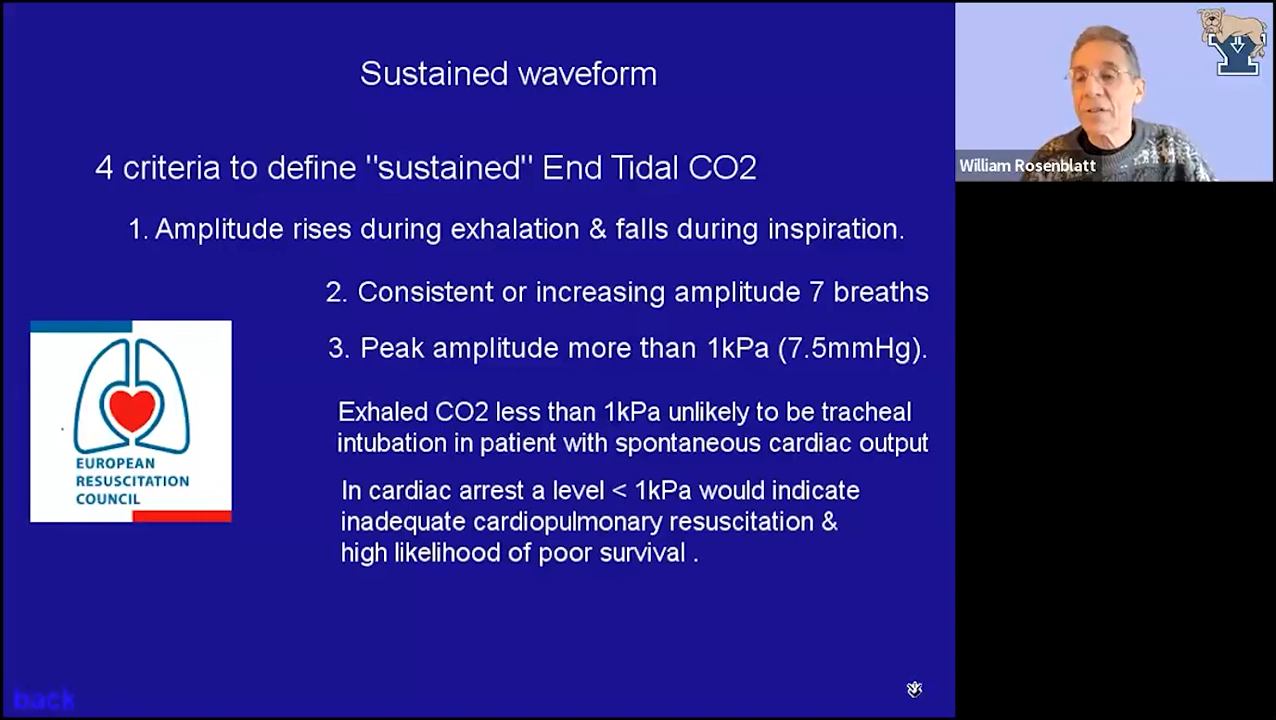 Sustained waveform
4 criteria to define "sustained" End Tidal CO2
1. Amplitude rises during exhalation & falls during inspiration.
2. Consistent or increasing amplitude 7 breaths
3. Peak amplitude more than 1kPa (7.5mmHg).
Exhaled CO2 less than 1kPa unlikely to be tracheal
intubation in patient with spontaneous cardiac output
In cardiac arrest a level < 1kPa would indicate
inadequate cardiopulmonary resuscitation &
high likelihood of poor survival .
EUROPEAN
RESUSCITATION
COUNCIL
back
William Rosenblatt
Y